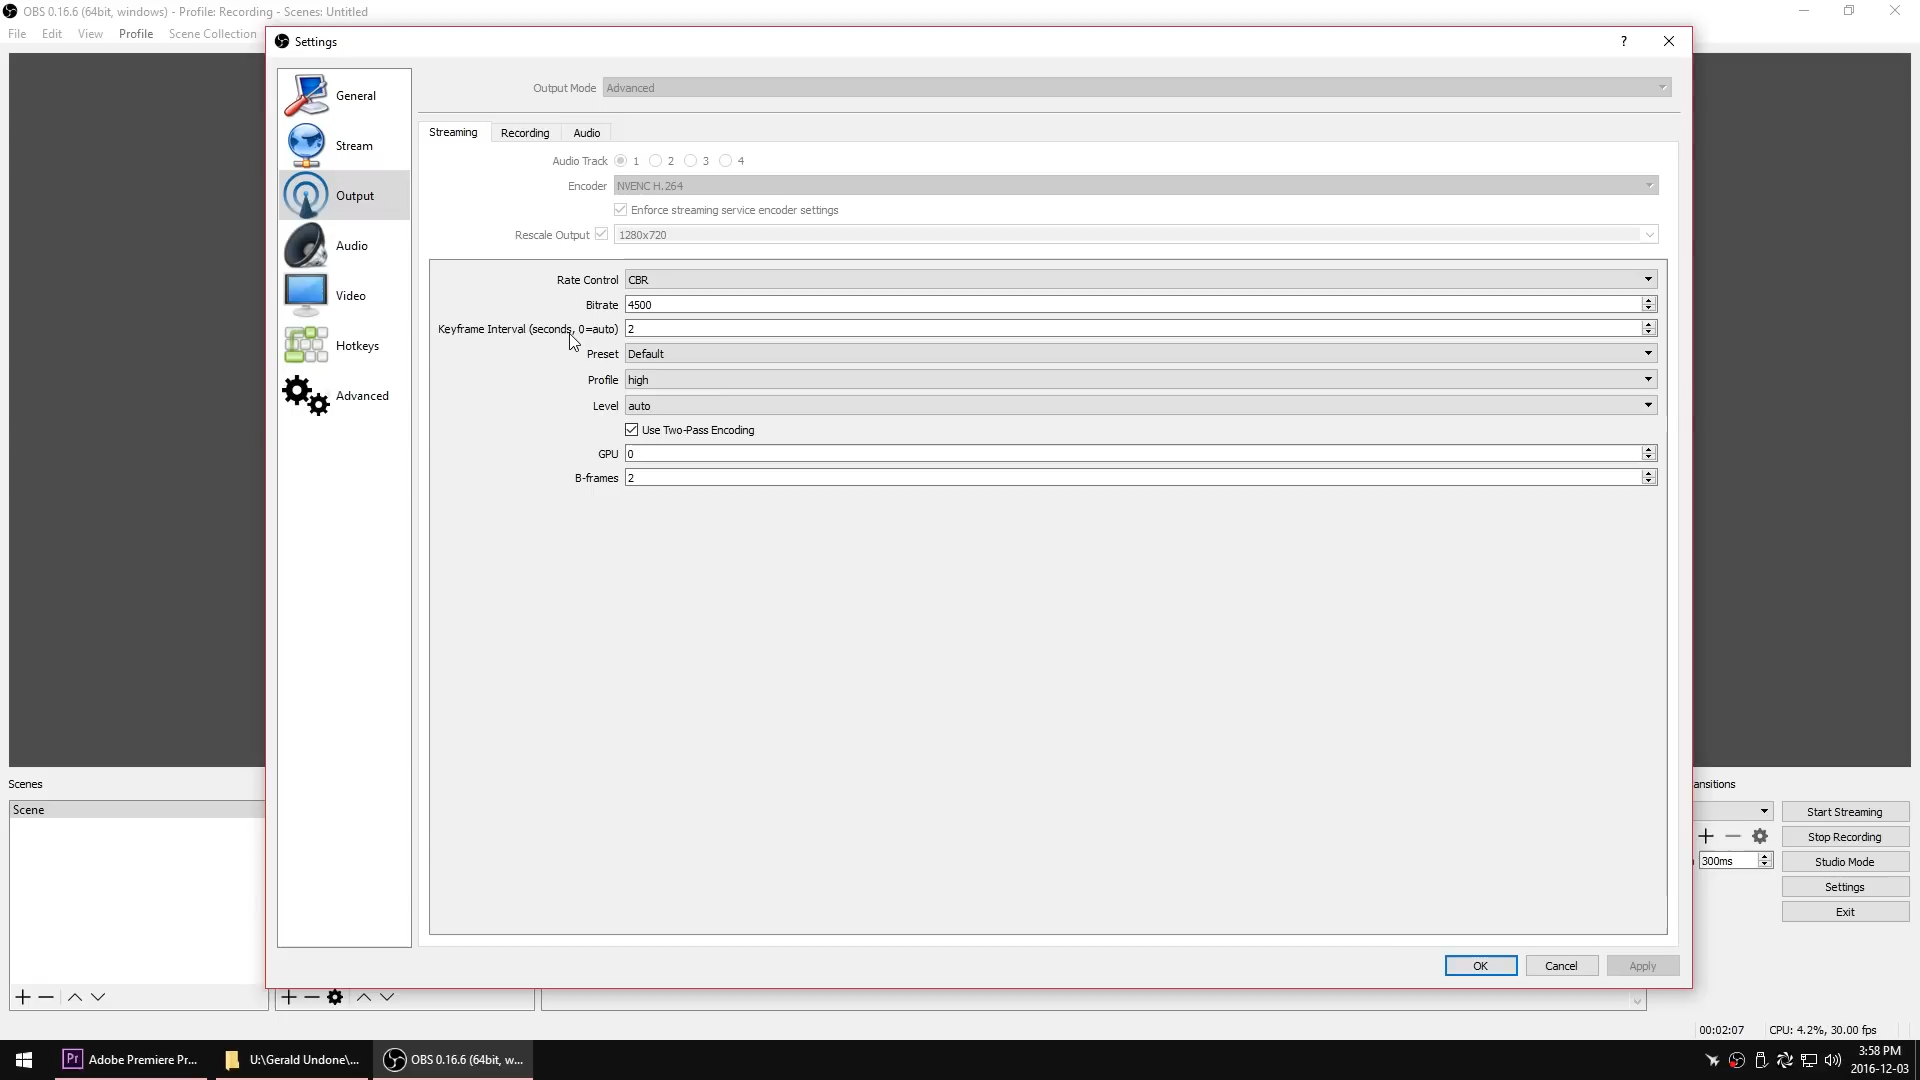 OBS 0.16.6 (64bit, windows) - Profile: Recording - Scenes: Untitled
File Edit View Profile Scene Collection
Settings
?
General
Stream
Output
Audio
Video
Hotkeys
Advanced
Output Mode Advanced
Streaming Recording Audio
Audio Track 1 2 3 4
Encoder NVENC H.264
Enforce streaming service encoder settings
Rescale Output 1280x720
Rate Control CBR
Bitrate 4500
Keyframe Interval (seconds, 0=auto) 2
Preset Default
Profile high
Level auto
Use Two-Pass Encoding
GPU 0
B-frames 2
OK Cancel Apply
Scenes
Scene
ansitions
300ms
Start Streaming
Stop Recording
Studio Mode
Settings
Exit
00:02:07 CPU: 4.2%, 30.00 fps
Pr Adobe Premiere Pr...
U:\Gerald Undone\...
OBS 0.16.6 (64bit, w...
3:58 PM
2016-12-03